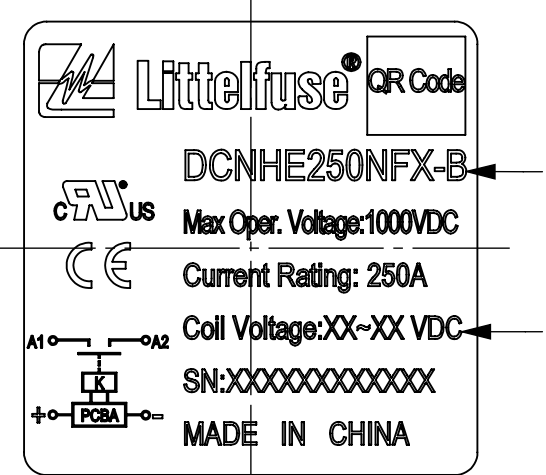 Littelfuse®
QR Code
DCNHE250NFX-B
c RU® US
Max Oper. Voltage:1000VDC
CE
Current Rating: 250A
Coil Voltage:XX~XX VDC
A1 A2
K
SN:XXXXXXXXXXXX
+ PCBA -
MADE IN CHINA